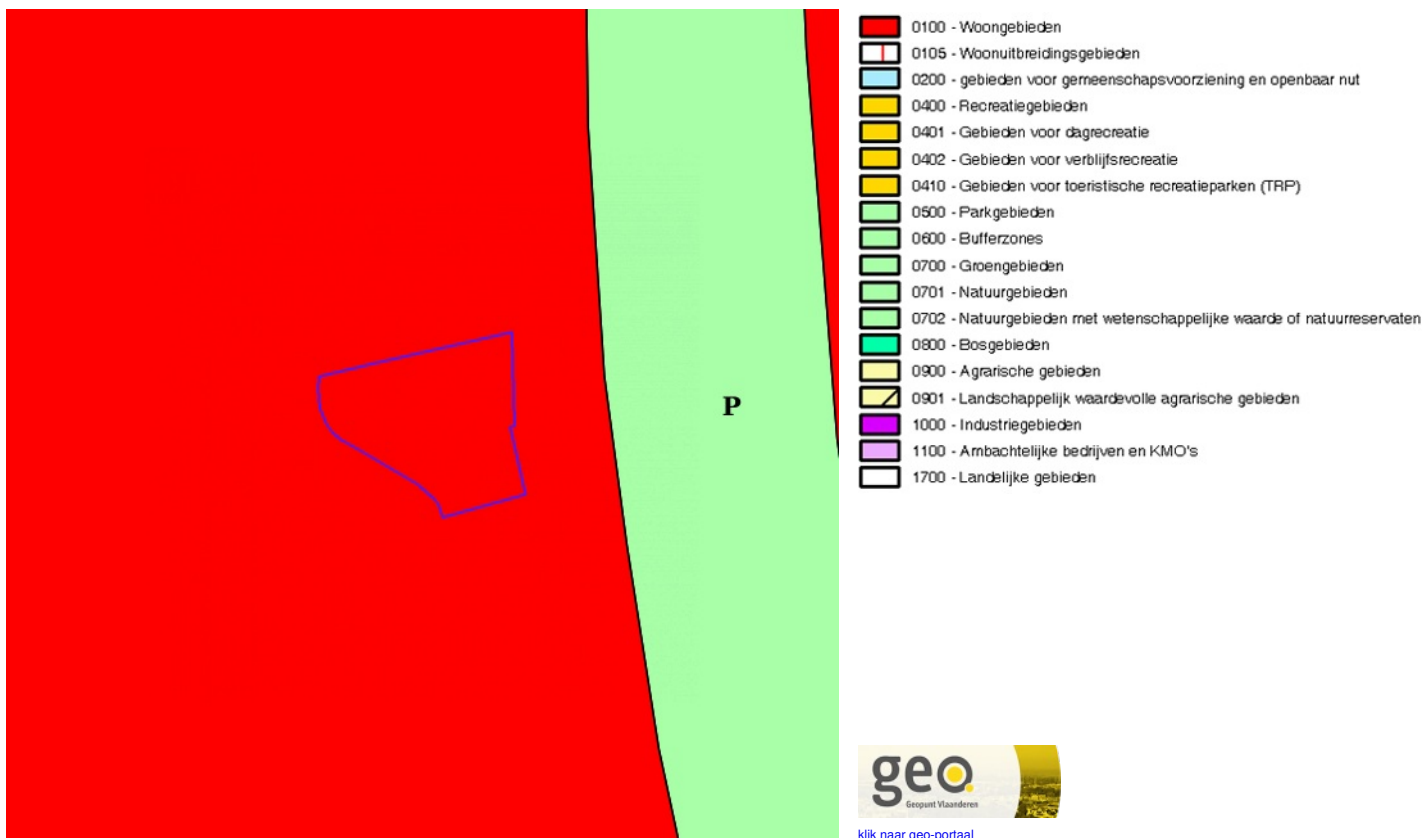 P
0100 - Woongebieden
0105 - Woonuitbreidingsgebieden
0200 - gebieden voor gemeenschapsvoorziening en openbaar nut
0400 - Recreatiegebieden
0401 - Gebieden voor dagrecreatie
0402 - Gebieden voor verblijfsrecreatie
0410 - Gebieden voor toeristische recreatieparken (TRP)
0500 - Parkgebieden
0600 - Bufferzones
0700 - Groengebieden
0701 - Natuurgebieden
0702 - Natuurgebieden met wetenschappelijke waarde of natuurreservaten
0800 - Bosgebieden
0900 - Agrarische gebieden
0901 - Landschappelijk waardevolle agrarische gebieden
1000 - Industriegebieden
1100 - Ambachtelijke bedrijven en KMO's
1700 - Landelijke gebieden
geo.
Geopunt Vlaanderen
klik naar geo-portaal